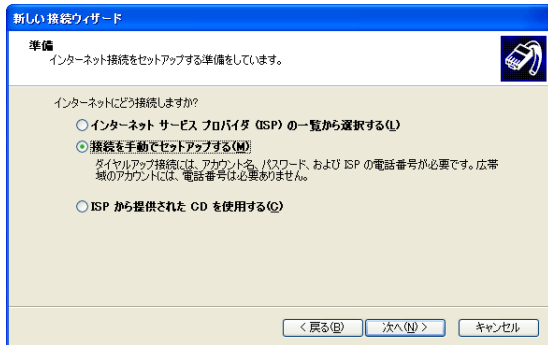 新しい接続ウィザード
準備
インターネット接続をセットアップする準備をしています。
インターネットにどう接続しますか?
インターネット サービス プロバイダ (ISP) の一覧から選択する(L)
接続を手動でセットアップする(M)
ダイヤルアップ接続には、アカウント名、パスワード、および ISP の電話番号が必要です。広帯
域のアカウントには、電話番号は必要ありません。
ISP から提供された CD を使用する(C)
< 戻る(B) 次へ(N) > キャンセル